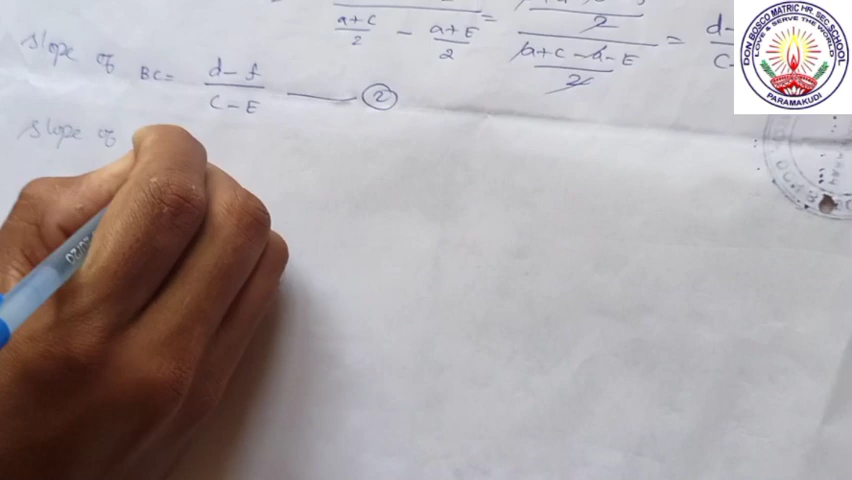 a+c/2 - a+E/2 = 2 / a+c-a-E/2 = d-
C-
Slope of BC = d-f/C-E ② 
Slope of
DON BOSCO MATRIC HR. SEC. SCHOOL
LOVE & SERVE THE WORLD
PARAMAKUDI